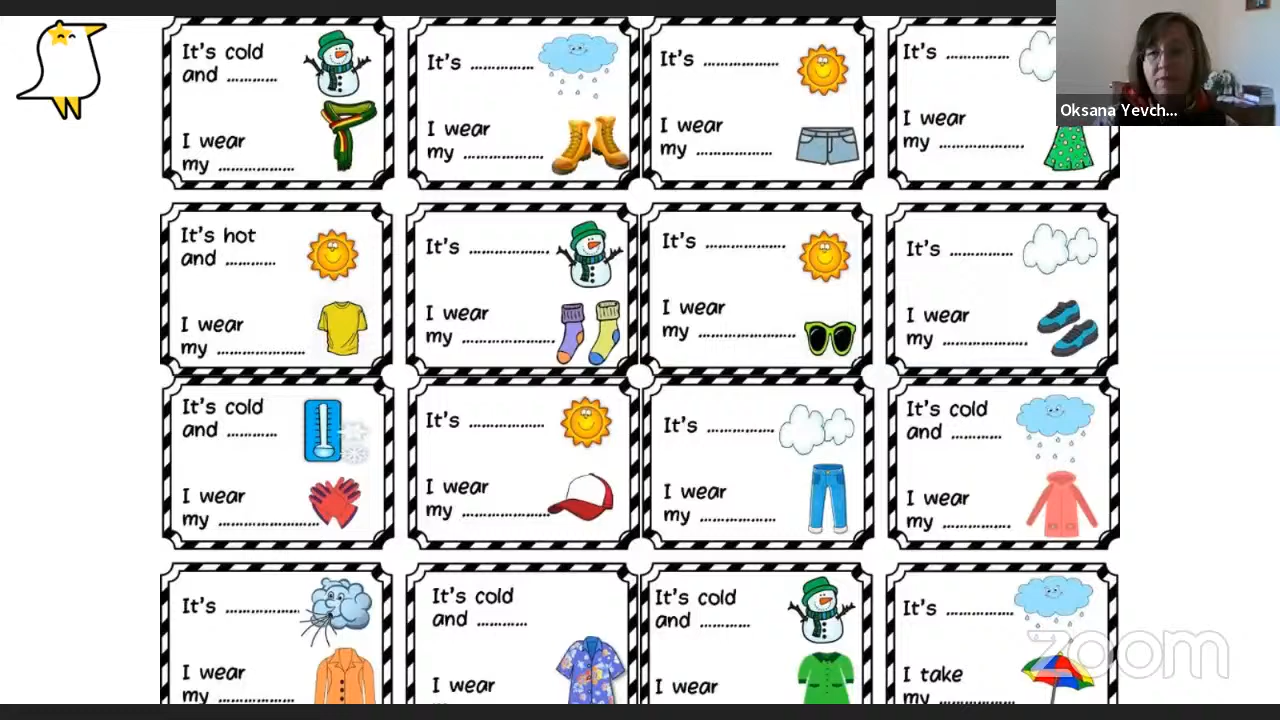 It's cold
and ............
I wear
my ..................
It's ...............
I wear
my ...................
It's ..................
I wear
my ..................
It's ...............
I wear
my ....................
Oksana Yevch...
It's hot
and ............
I wear
my .....................
It's ...................
I wear
my ......................
It's ...................
I wear
my .......................
It's ...............
I wear
my ....................
It's cold
and ............
I wear
my ........................
It's ..................
I wear
my .....................
It's ................
I wear
my ..................
It's cold
and ............
I wear
my ................
It's ..................
I wear
my ...................
It's cold
and ............
I wear
It's cold
and ............
I wear
It's .......................
I take
my ....................
zoom